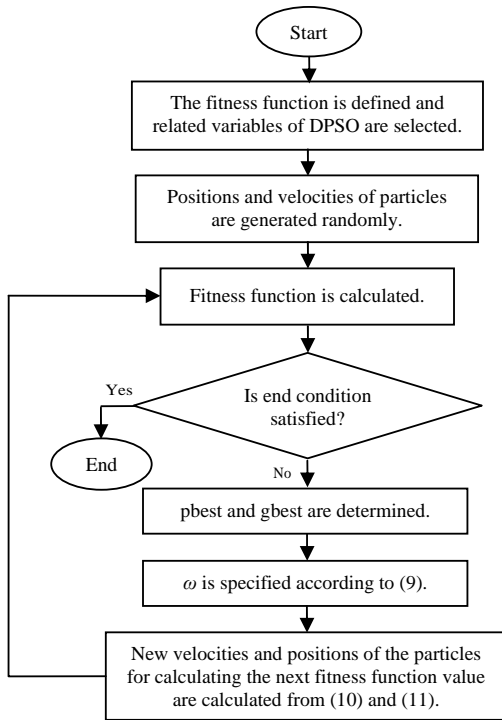 Start
The fitness function is defined and
related variables of DPSO are selected.
Positions and velocities of particles
are generated randomly.
Fitness function is calculated.
Yes
Is end condition
satisfied?
End
No
pbest and gbest are determined.
ω is specified according to (9).
New velocities and positions of the particles
for calculating the next fitness function value
are calculated from (10) and (11).